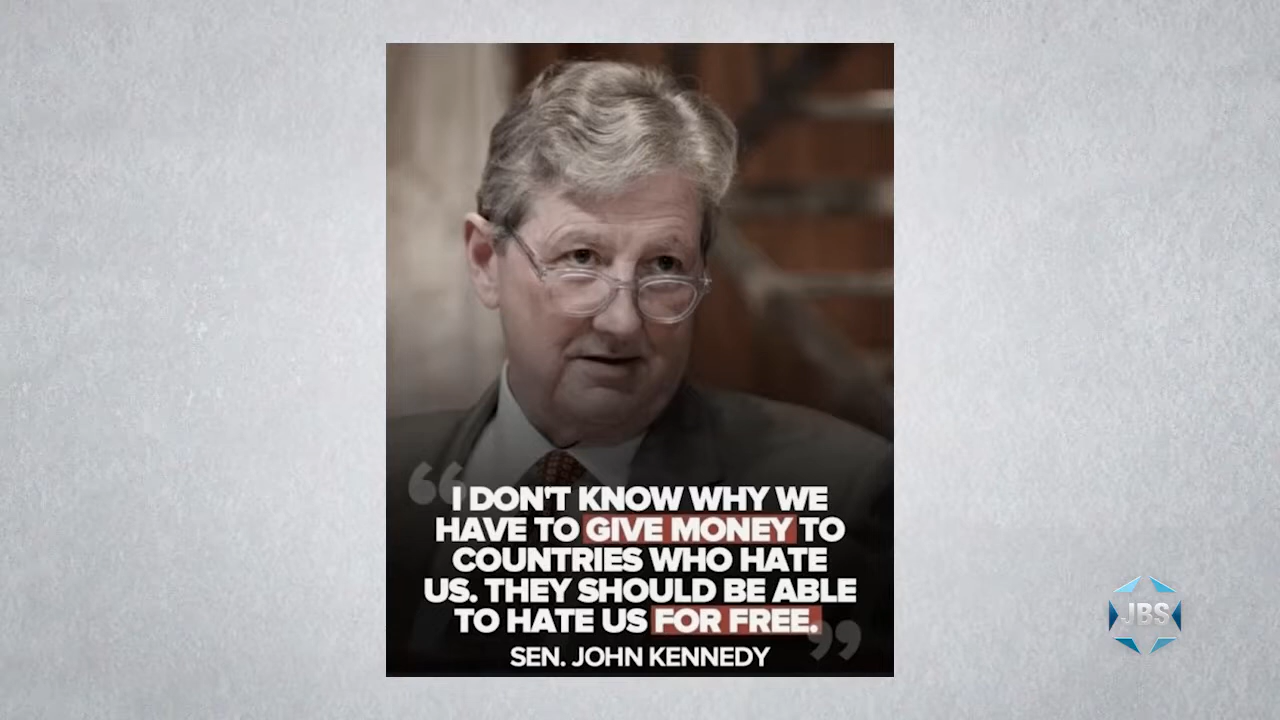 I DON'T KNOW WHY WE
HAVE TO GIVE MONEY TO
COUNTRIES WHO HATE
US. THEY SHOULD BE ABLE
TO HATE US FOR FREE.
SEN. JOHN KENNEDY
JBS